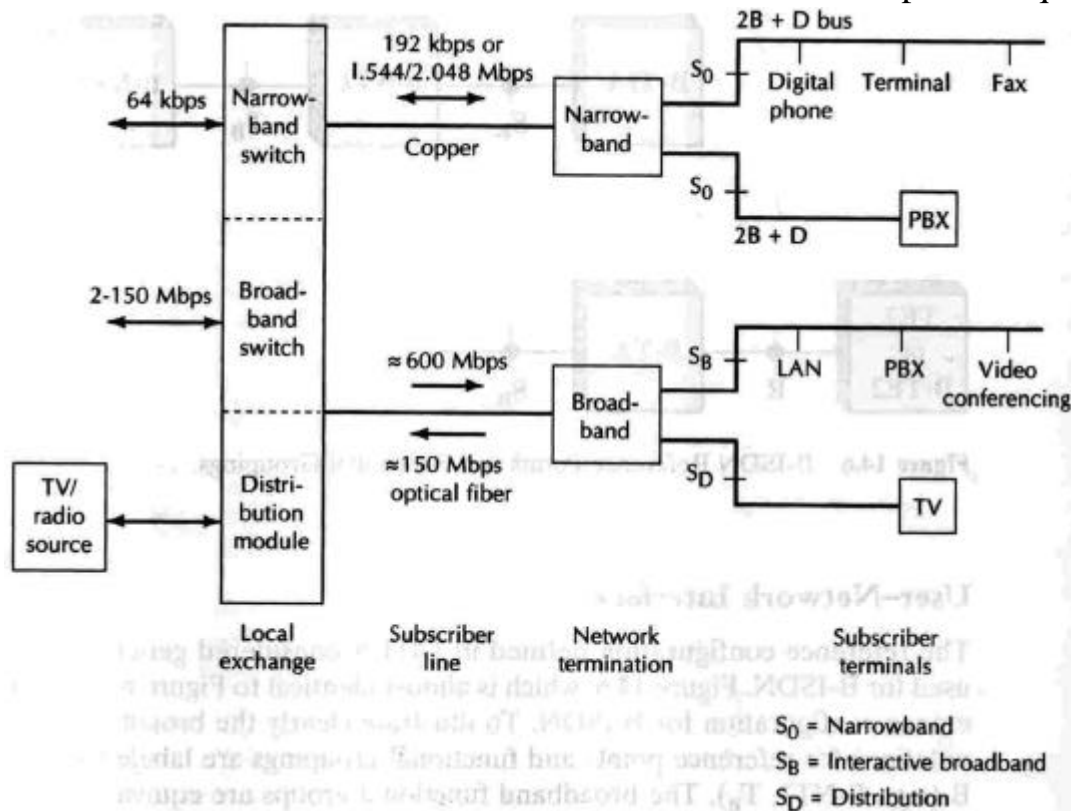 2B + D bus
192 kbps or
1.544/2.048 Mbps
S0
Digital
phone
Terminal
Fax
64 kbps
Narrow-
band
switch
Copper
Narrow-
band
S0
2B + D
PBX
2-150 Mbps
Broad-
band
switch
≈ 600 Mbps
SB
LAN
PBX
Video
conferencing
Broad-
band
≈150 Mbps
optical fiber
SD
TV
TV/
radio
source
Distri-
bution
module
Local
exchange
Subscriber
line
Network
termination
Subscriber
terminals
S0 = Narrowband
SB = Interactive broadband
SD = Distribution